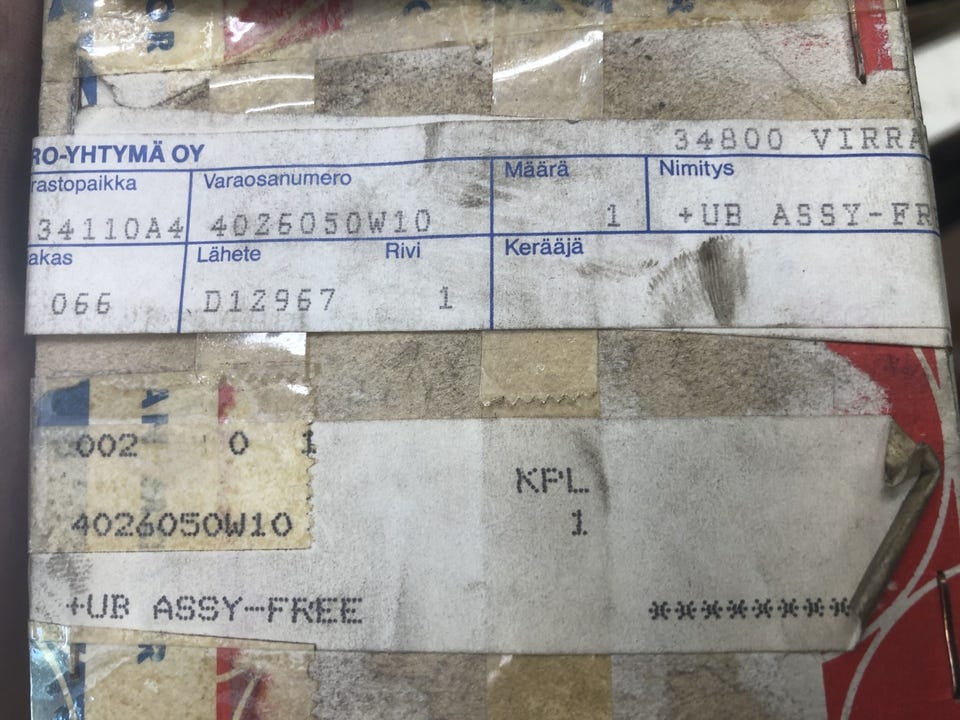 34800 VIRRA
RO-YHTYMÄ OY
rastopaikka Varaosanumero Määrä Nimitys
34110A4 4026050W10 1 +UB ASSY-FR
akas Lähete Rivi Kerääjä
066 D12967 1
002 0 1
KPL
4026050W10 1
+UB ASSY-FREE ********